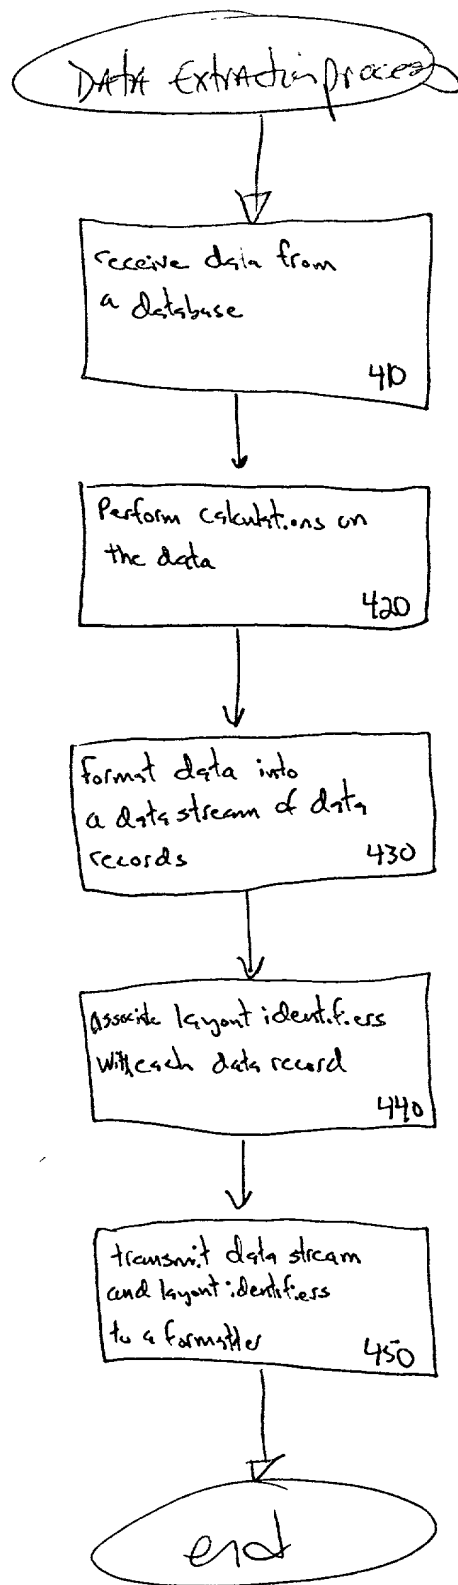 DATA Extraction process
receive data from
a database
410
Perform calculations on
the data
420
format data into
a data stream of data
records 430
associate layout identifiers
with each data record
440
transmit data stream
and layout identifiers
to a formatter 450
end